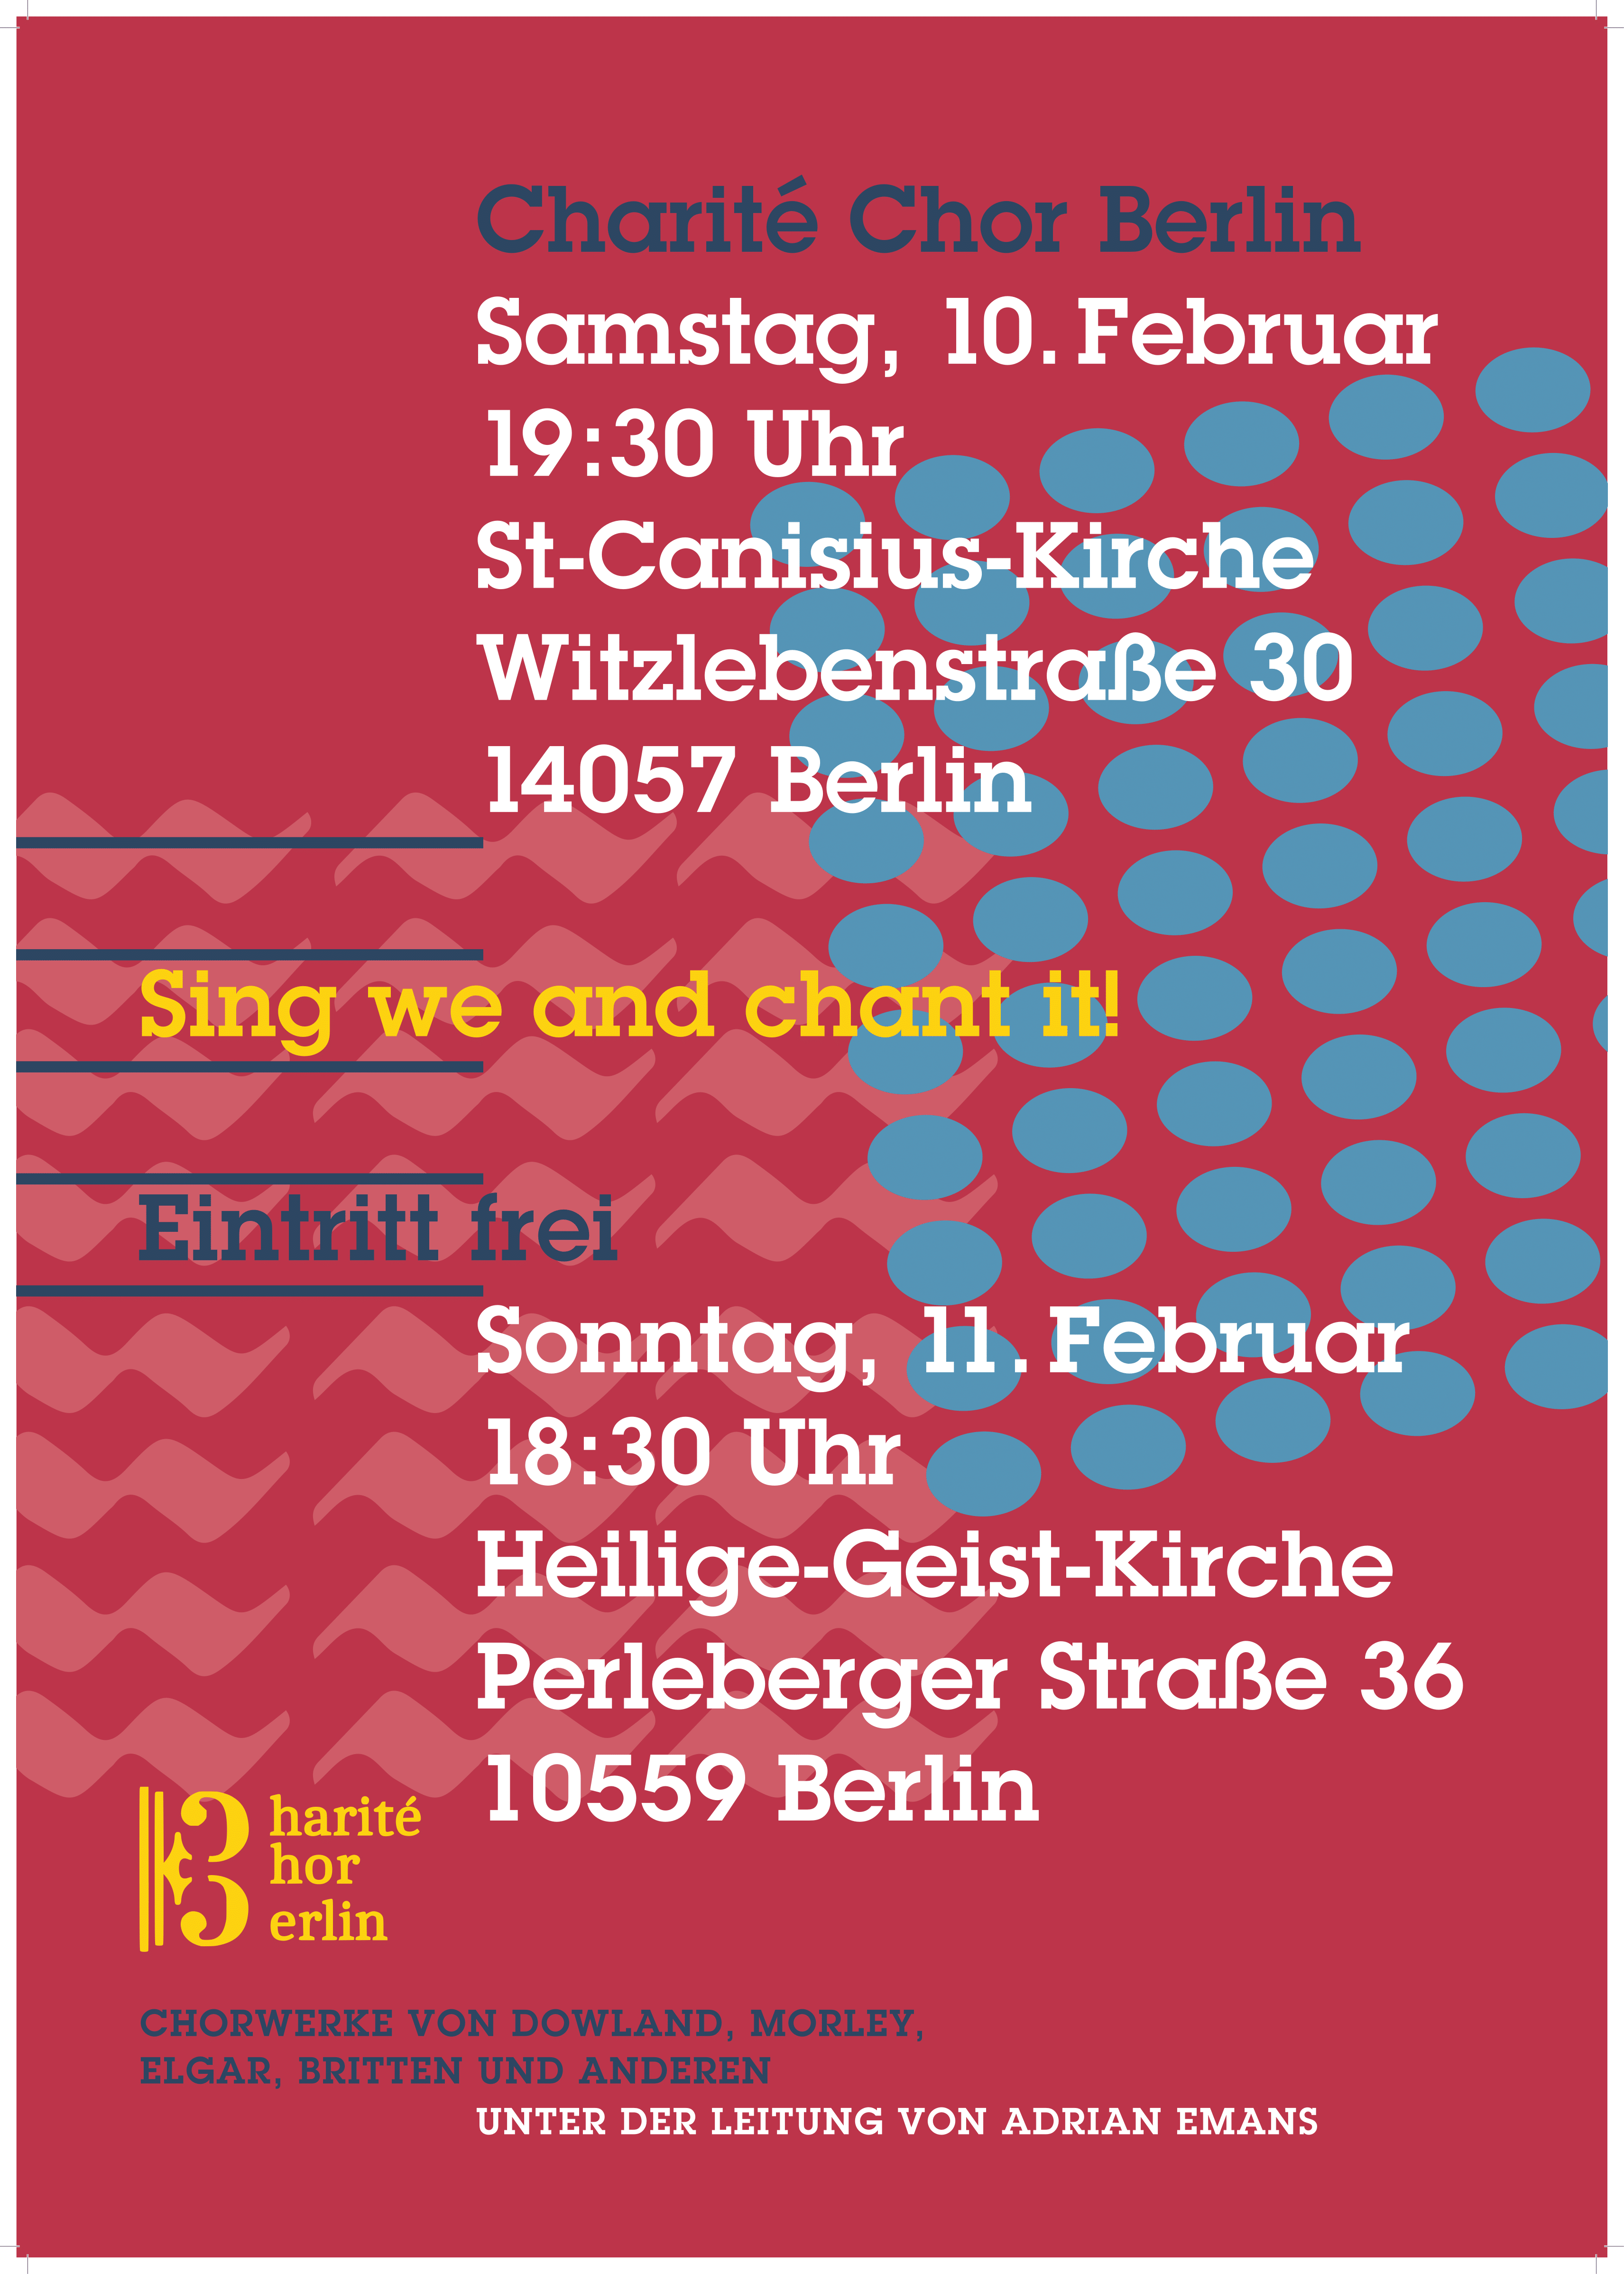 Charité Chor Berlin
Samstag, 10. Februar
19:30 Uhr
St-Canisius-Kirche
Witzlebenstraße 30
14057 Berlin
Sing we and chant it!
Eintritt frei
Sonntag, 11. Februar
18:30 Uhr
Heilige-Geist-Kirche
Perleberger Straße 36
10559 Berlin
harité
hor
erlin
CHORWERKE VON DOWLAND, MORLEY,
ELGAR, BRITTEN UND ANDEREN
UNTER DER LEITUNG VON ADRIAN EMANS